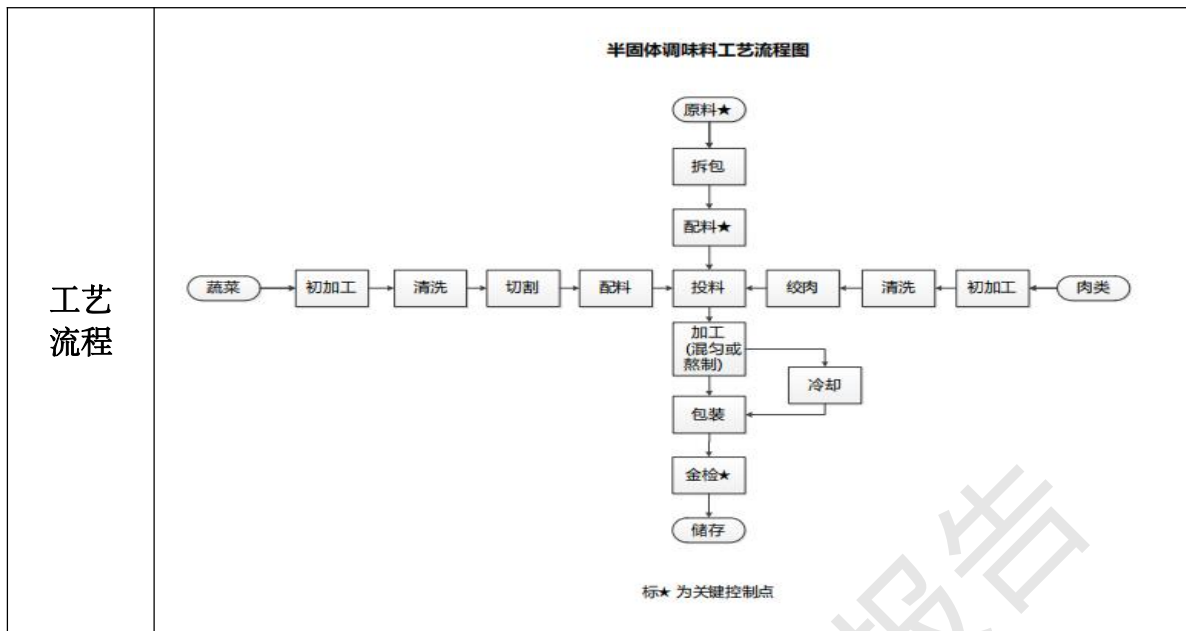 工艺
流程
半固体调味料工艺流程图
原料★
拆包
配料★
蔬菜
初加工
清洗
切割
配料
投料
绞肉
清洗
初加工
肉类
加工
(混匀或
熬制)
冷却
包装
金检★
储存
标★ 为关键控制点
报告